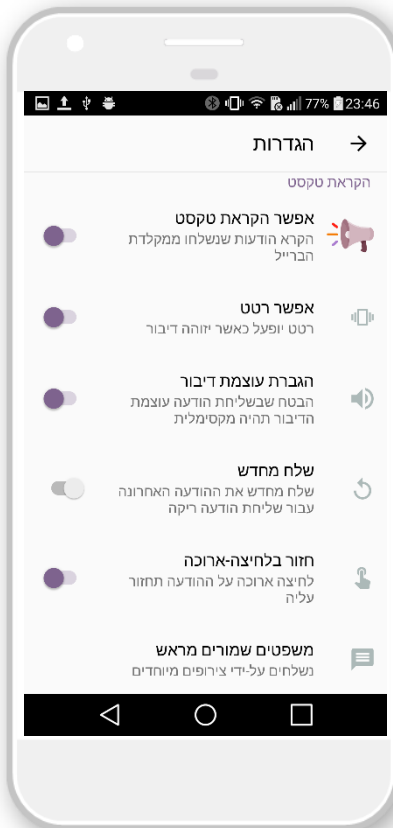 77% 23:46
הגדרות
הקראת טקסט
אפשר הקראת טקסט
הקרא הודעות שנשלחו ממקלדת
הברייל
אפשר רטט
רטט יופעל כאשר יזוהה דיבור
הגברת עוצמת דיבור
הבטח שבשליחת הודעה עוצמת
הדיבור תהיה מקסימלית
שלח מחדש
שלח מחדש את ההודעה האחרונה
עבור שליחת הודעה ריקה
חזור בלחיצה-ארוכה
לחיצה ארוכה על ההודעה תחזור
עליה
משפטים שמורים מראש
נשלחים על-ידי צירופים מיוחדים